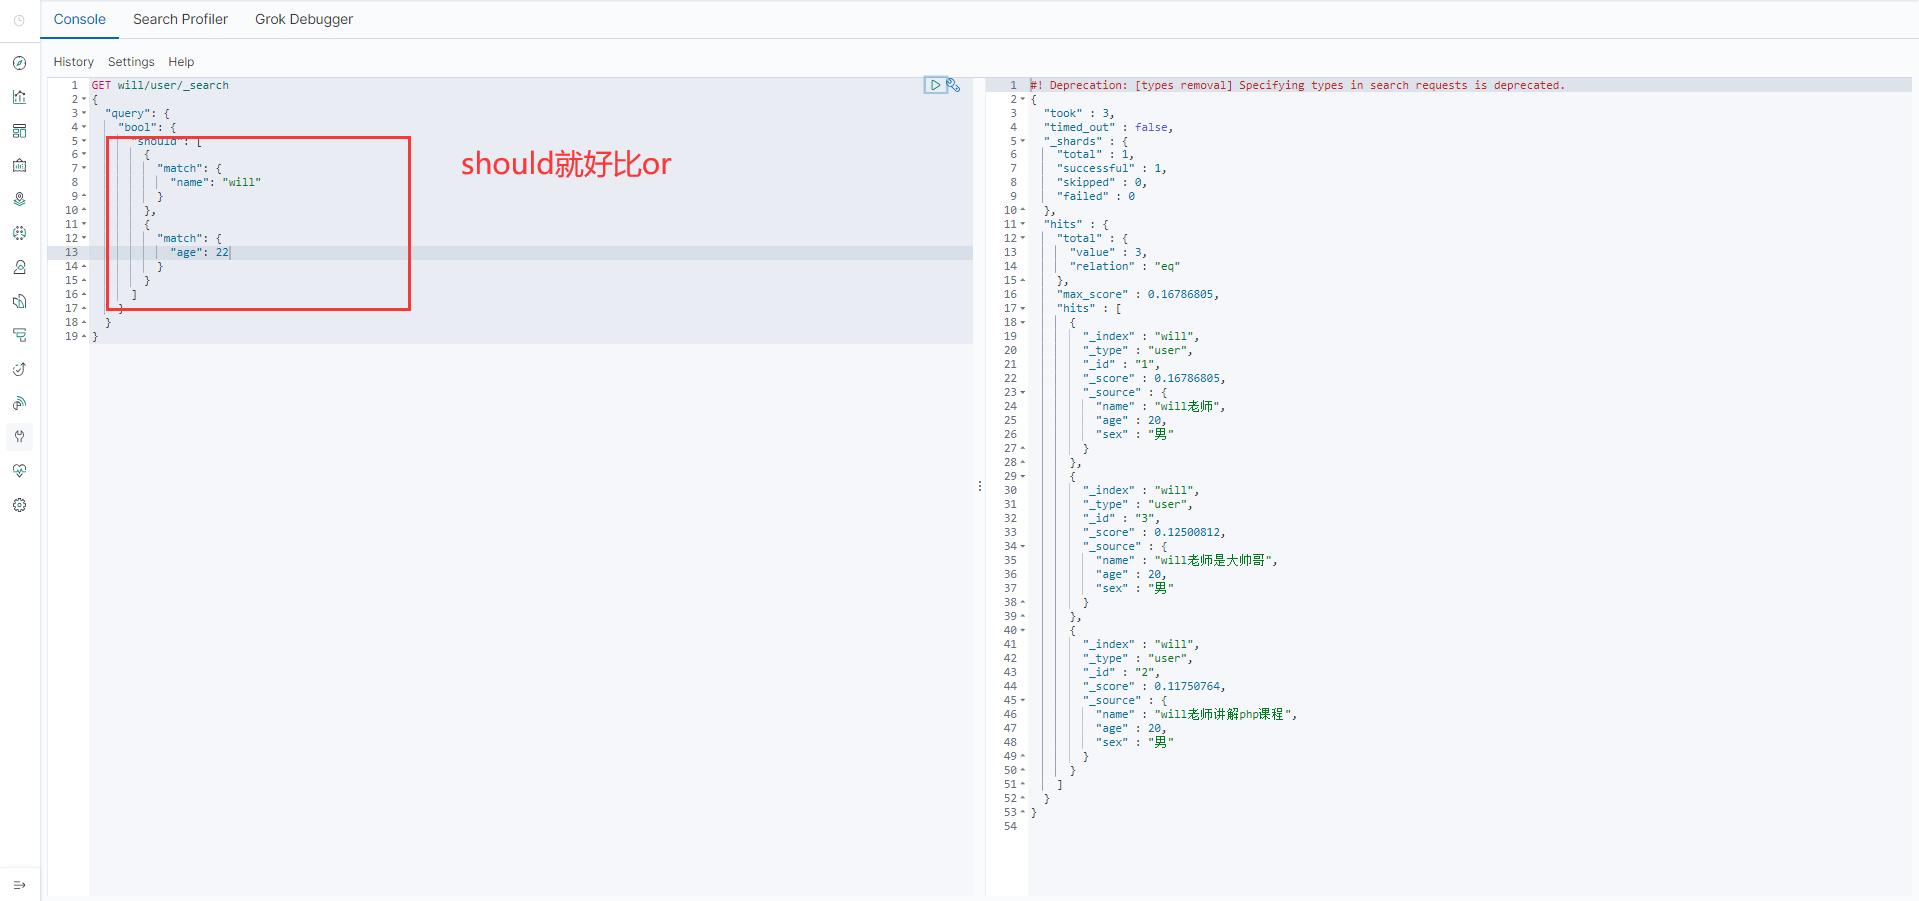 Console Search Profiler Grok Debugger
History Settings Help
1 GET will/user/_search
2 {
3 "query": {
4 "bool": {
5 "should": [
6 {
7 "match": {
8 "name": "will"
9 }
10 },
11 {
12 "match": {
13 "age": 22
14 }
15 }
16 ]
17 }
18 }
19 }
should就好比or
1 #! Deprecation: [types removal] Specifying types in search requests is deprecated.
2 {
3 "took" : 3,
4 "timed_out" : false,
5 "_shards" : {
6 "total" : 1,
7 "successful" : 1,
8 "skipped" : 0,
9 "failed" : 0
10 },
11 "hits" : {
12 "total" : {
13 "value" : 3,
14 "relation" : "eq"
15 },
16 "max_score" : 0.16786805,
17 "hits" : [
18 {
19 "_index" : "will",
20 "_type" : "user",
21 "_id" : "1",
22 "_score" : 0.16786805,
23 "_source" : {
24 "name" : "will老师",
25 "age" : 20,
26 "sex" : "男"
27 }
28 },
29 {
30 "_index" : "will",
31 "_type" : "user",
32 "_id" : "3",
33 "_score" : 0.12500812,
34 "_source" : {
35 "name" : "will老师是大帅哥",
36 "age" : 20,
37 "sex" : "男"
38 }
39 },
40 {
41 "_index" : "will",
42 "_type" : "user",
43 "_id" : "2",
44 "_score" : 0.11750764,
45 "_source" : {
46 "name" : "will老师讲解php课程",
47 "age" : 20,
48 "sex" : "男"
49 }
50 }
51 ]
52 }
53 }
54